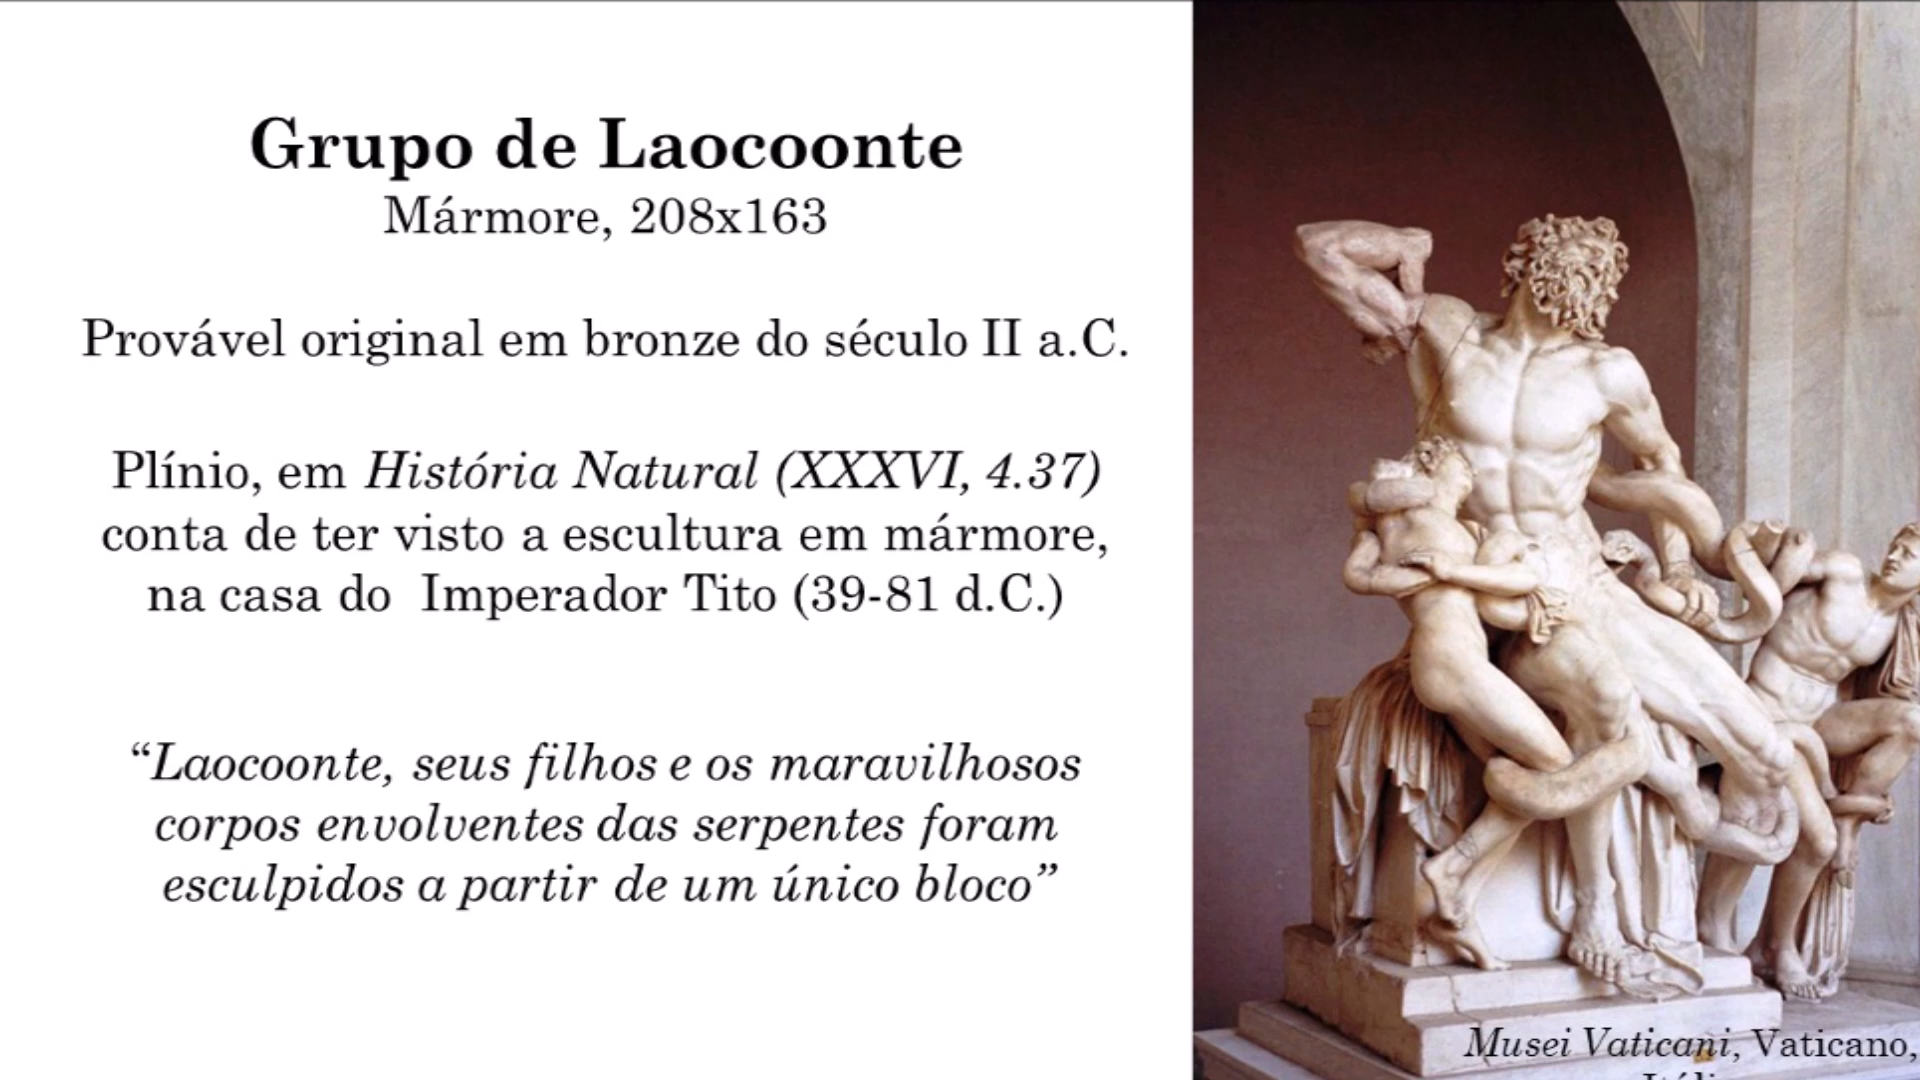 Grupo de Laocoonte
Mármore, 208x163
Provável original em bronze do século II a.C.
Plínio, em História Natural (XXXVI, 4.37)
conta de ter visto a escultura em mármore,
na casa do Imperador Tito (39-81 d.C.)
“Laocoonte, seus filhos e os maravilhosos
corpos envolventes das serpentes foram
esculpidos a partir de um único bloco”
Musei Vaticani, Vaticano,